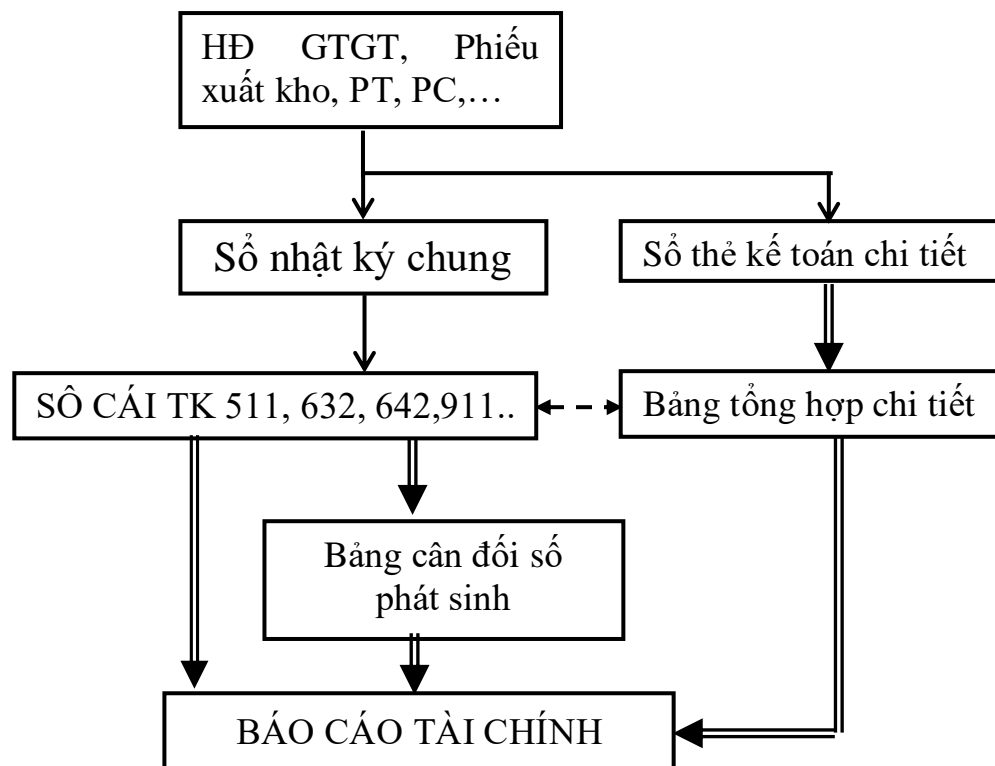 HĐ GTGT, Phiếu
xuất kho, PT, PC,…
Sổ nhật ký chung
Sổ thẻ kế toán chi tiết
SÔ CÁI TK 511, 632, 642,911..
Bảng tổng hợp chi tiết
Bảng cân đối số
phát sinh
BÁO CÁO TÀI CHÍNH